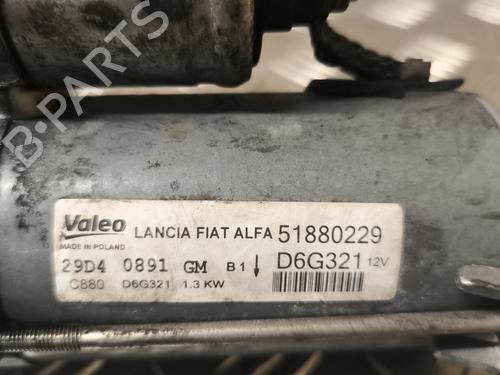 B-PARTS
Valeo LANCIA FIAT ALFA 51880229
MADE IN POLAND
29D4 0891 GM B1↓ D6G321 12V
C880 D6G321 1.3 KW